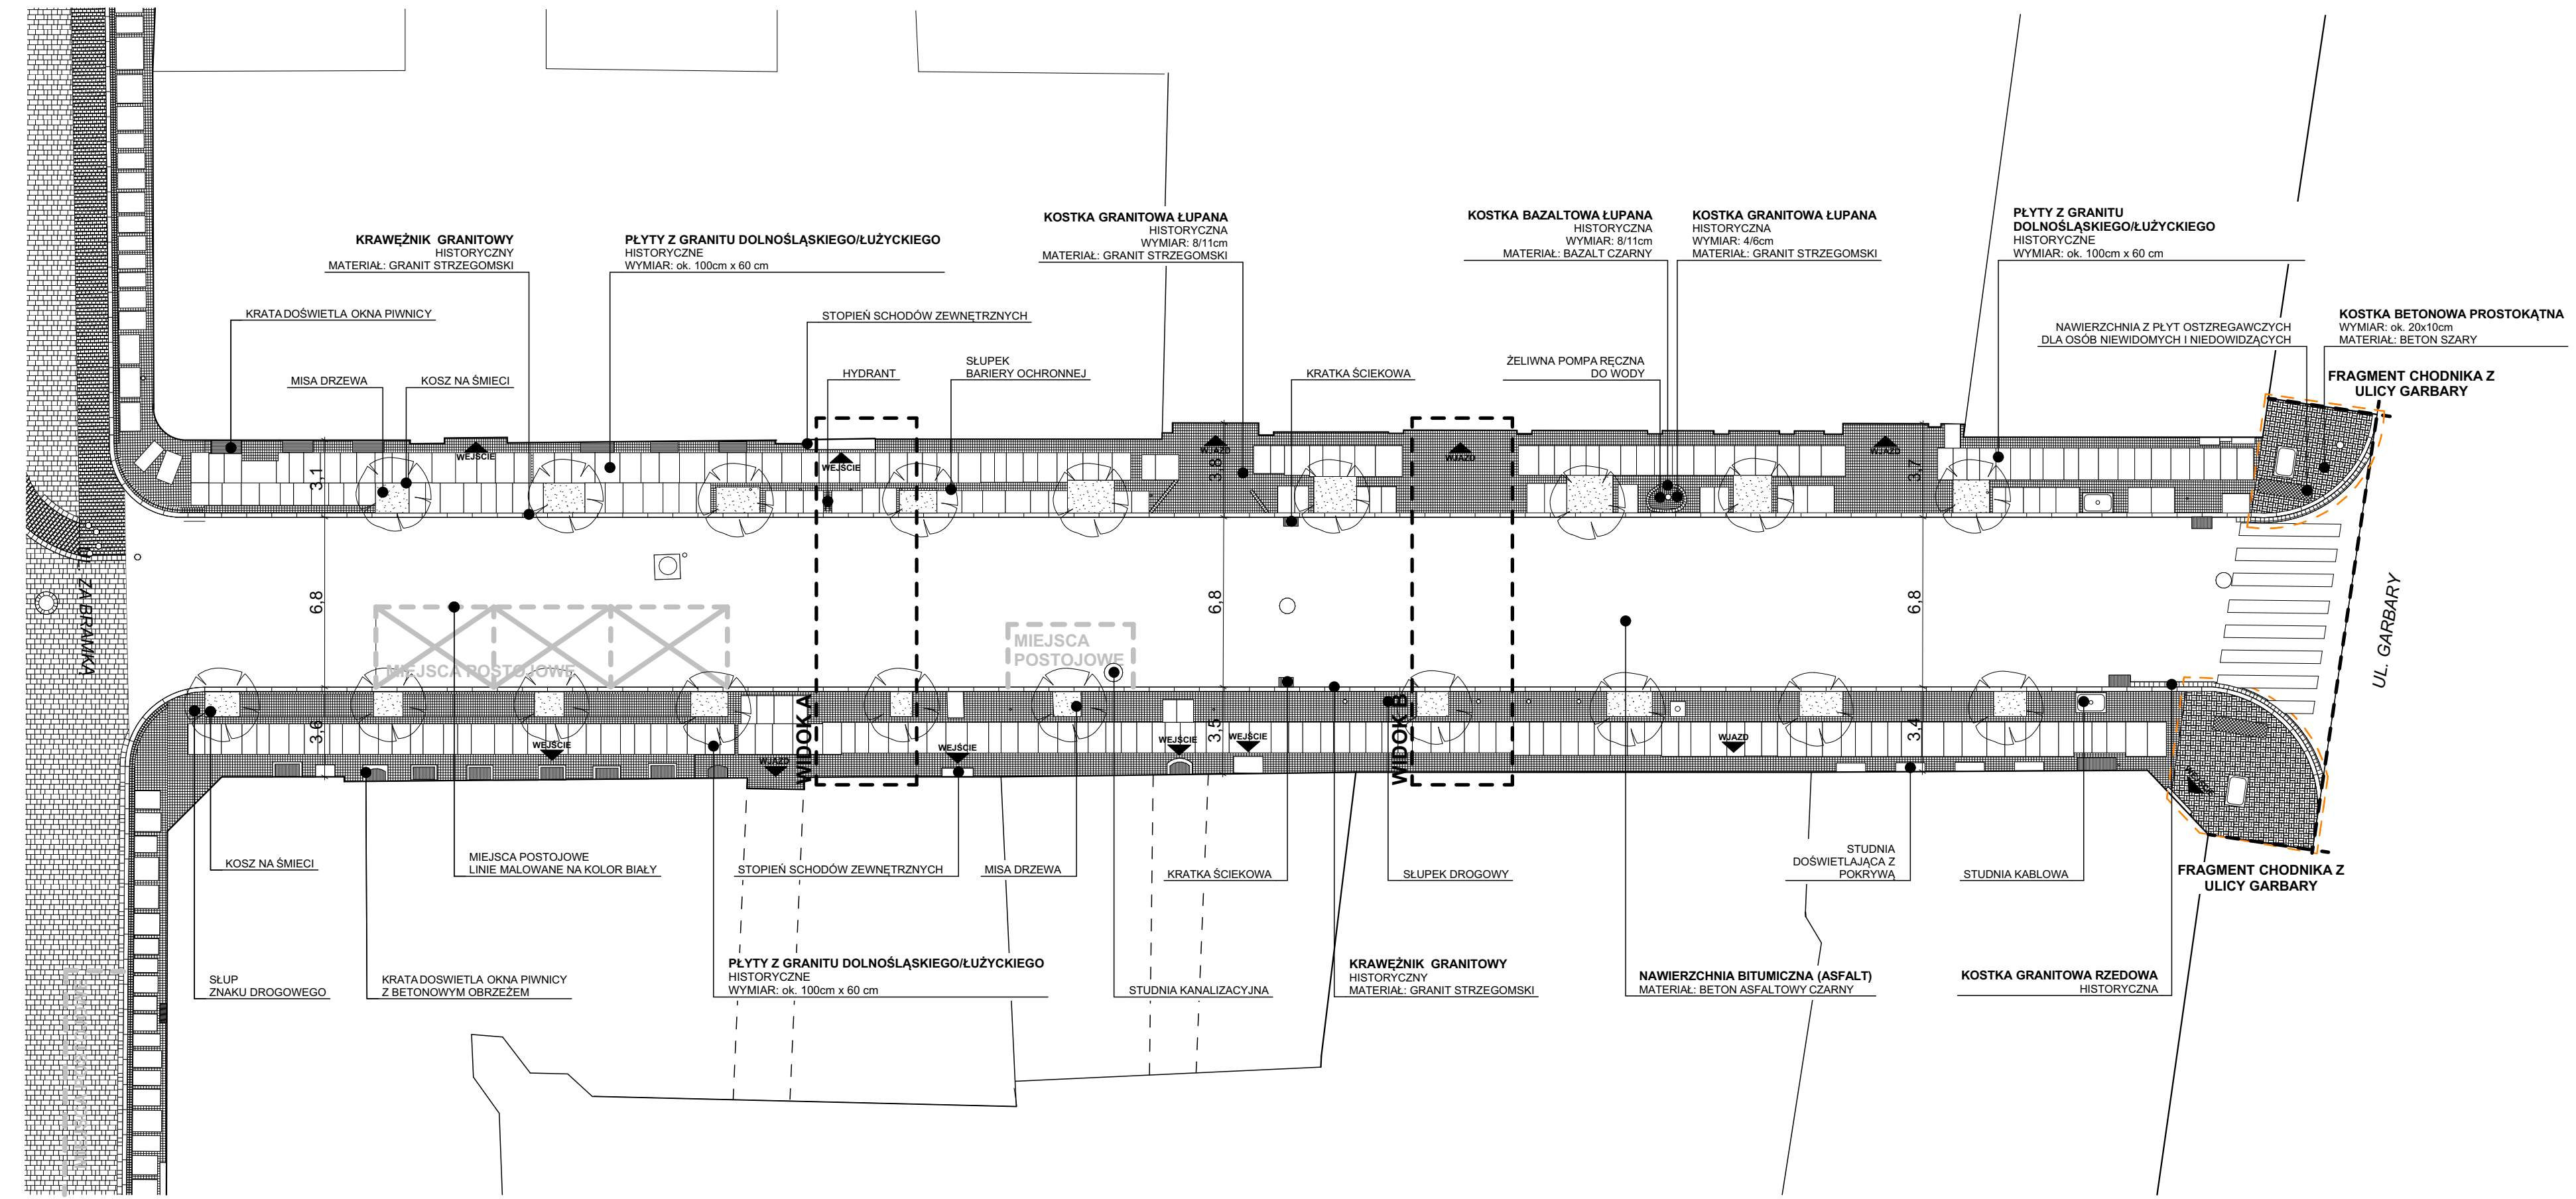 KRAWĘŻNIK GRANITOWY
HISTORYCZNY
MATERIAŁ: GRANIT STRZEGOMSKI
PŁYTY Z GRANITU DOLNOŚLĄSKIEGO/ŁUŻYCKIEGO
HISTORYCZNE
WYMIAR: ok. 100cm x 60 cm
KOSTKA GRANITOWA ŁUPANA
HISTORYCZNA
WYMIAR: 8/11cm
MATERIAŁ: GRANIT STRZEGOMSKI
KOSTKA BAZALTOWA ŁUPANA
HISTORYCZNA
WYMIAR: 8/11cm
MATERIAŁ: BAZALT CZARNY
KOSTKA GRANITOWA ŁUPANA
HISTORYCZNA
WYMIAR: 4/6cm
MATERIAŁ: GRANIT STRZEGOMSKI
PŁYTY Z GRANITU
DOLNOŚLĄSKIEGO/ŁUŻYCKIEGO
HISTORYCZNE
WYMIAR: ok. 100cm x 60 cm
KRATA DOŚWIETLA OKNA PIWNICY
STOPIEŃ SCHODÓW ZEWNĘTRZNYCH
NAWIERZCHNIA Z PŁYT OSTZREGAWCZYCH
DLA OSÓB NIEWIDOMYCH I NIEDOWIDZĄCYCH
KOSTKA BETONOWA PROSTOKĄTNA
WYMIAR: ok. 20x10cm
MATERIAŁ: BETON SZARY
MISA DRZEWA
KOSZ NA ŚMIECI
HYDRANT
SŁUPEK
BARIERY OCHRONNEJ
KRATKA ŚCIEKOWA
ŻELIWNA POMPA RĘCZNA
DO WODY
FRAGMENT CHODNIKA Z
ULICY GARBARY
WEJŚCIE
WEJŚCIE
WJAZD
WJAZD
WJAZD
3,1
3,8
3,7
UL. ZA BRAMKĄ
6,8
6,8
6,8
MIEJSCA POSTOJOWE
MIEJSCA
POSTOJOWE
UL. GARBARY
3,6
3,5
3,4
WIDOK A
WIDOK B
WEJŚCIE
WJAZD
WEJŚCIE
WEJŚCIE
WEJŚCIE
WJAZD
WEJŚCIE
KOSZ NA ŚMIECI
MIEJSCA POSTOJOWE
LINIE MALOWANE NA KOLOR BIAŁY
STOPIEŃ SCHODÓW ZEWNĘTRZNYCH
MISA DRZEWA
KRATKA ŚCIEKOWA
SŁUPEK DROGOWY
STUDNIA
DOŚWIETLAJĄCA Z
POKRYWĄ
STUDNIA KABLOWA
FRAGMENT CHODNIKA Z
ULICY GARBARY
SŁUP
ZNAKU DROGOWEGO
KRATA DOSWIETLA OKNA PIWNICY
Z BETONOWYM OBRZEŻEM
PŁYTY Z GRANITU DOLNOŚLĄSKIEGO/ŁUŻYCKIEGO
HISTORYCZNE
WYMIAR: ok. 100cm x 60 cm
STUDNIA KANALIZACYJNA
KRAWĘŻNIK GRANITOWY
HISTORYCZNY
MATERIAŁ: GRANIT STRZEGOMSKI
NAWIERZCHNIA BITUMICZNA (ASFALT)
MATERIAŁ: BETON ASFALTOWY CZARNY
KOSTKA GRANITOWA RZEDOWA
HISTORYCZNA